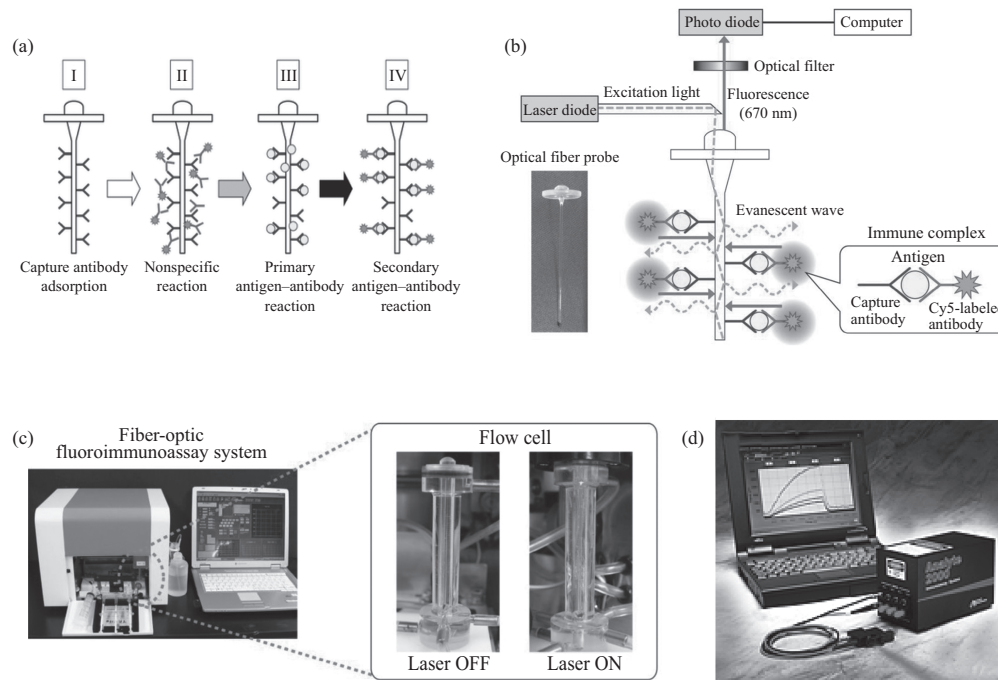 (a)
I
II
III
IV
Capture antibody
adsorption
Nonspecific
reaction
Primary
antigen–antibody
reaction
Secondary
antigen–antibody
reaction
(b)
Photo diode
Computer
Optical filter
Excitation light
Laser diode
Fluorescence
(670 nm)
Optical fiber probe
Evanescent wave
Immune complex
Antigen
Capture
antibody
Cy5-labeled
antibody
(c)
Fiber-optic
fluoroimmunoassay system
Flow cell
Laser OFF
Laser ON
(d)
Analyte
2000